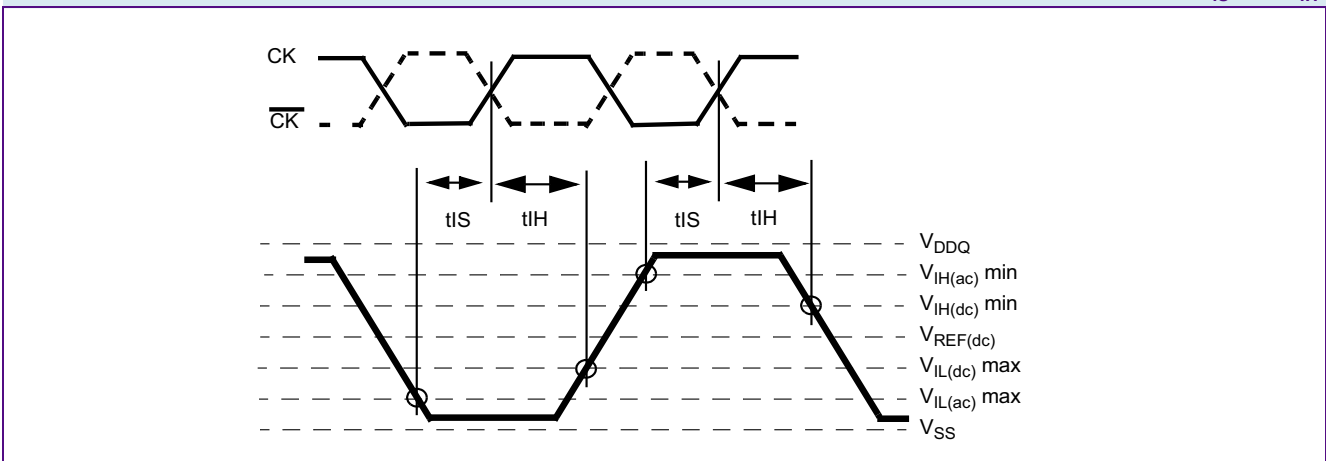 CK
CK
tIS tIH tIS tIH
VDDQ
VIH(ac) min
VIH(dc) min
VREF(dc)
VIL(dc) max
VIL(ac) max
VSS